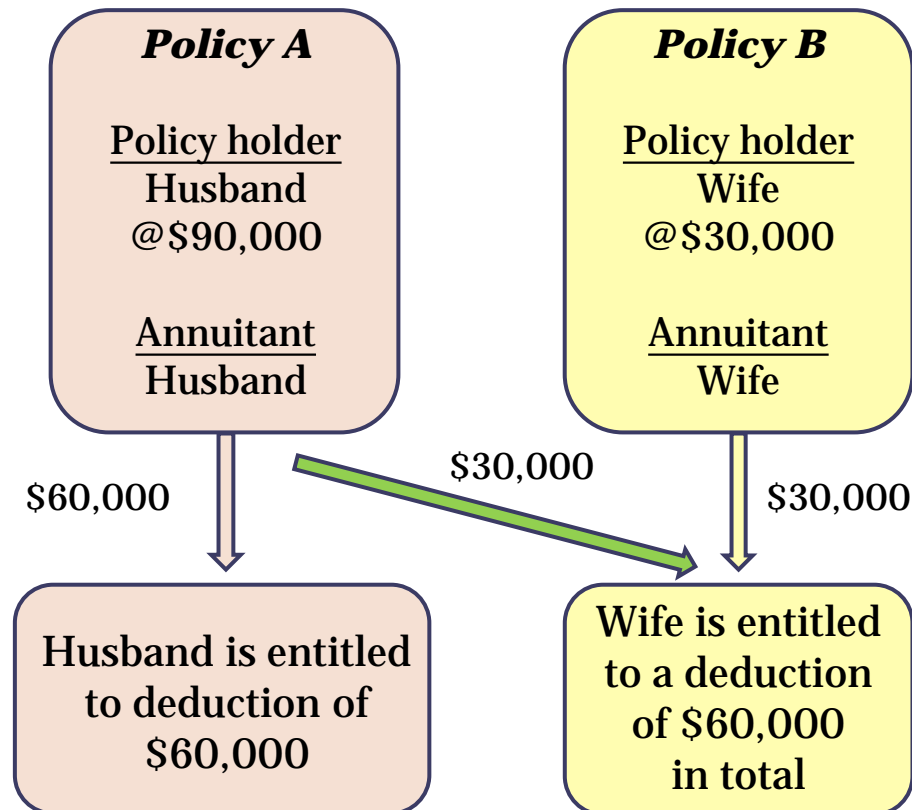 Policy A
Policy holder
Husband
@$90,000
Annuitant
Husband
Policy B
Policy holder
Wife
@$30,000
Annuitant
Wife
$60,000
$30,000
$30,000
Husband is entitled
to deduction of
$60,000
Wife is entitled
to a deduction
of $60,000
in total